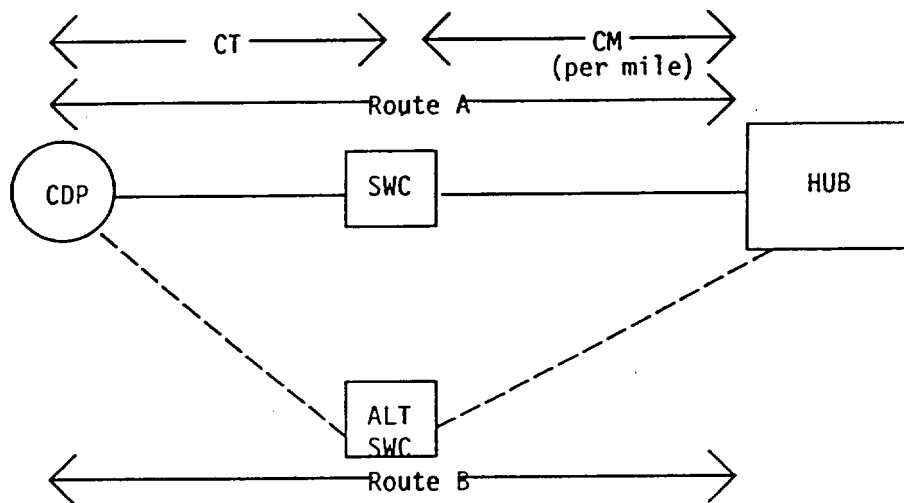 CT
CM
(per mile)
Route A
CDP
SWC
HUB
ALT
SWC
Route B